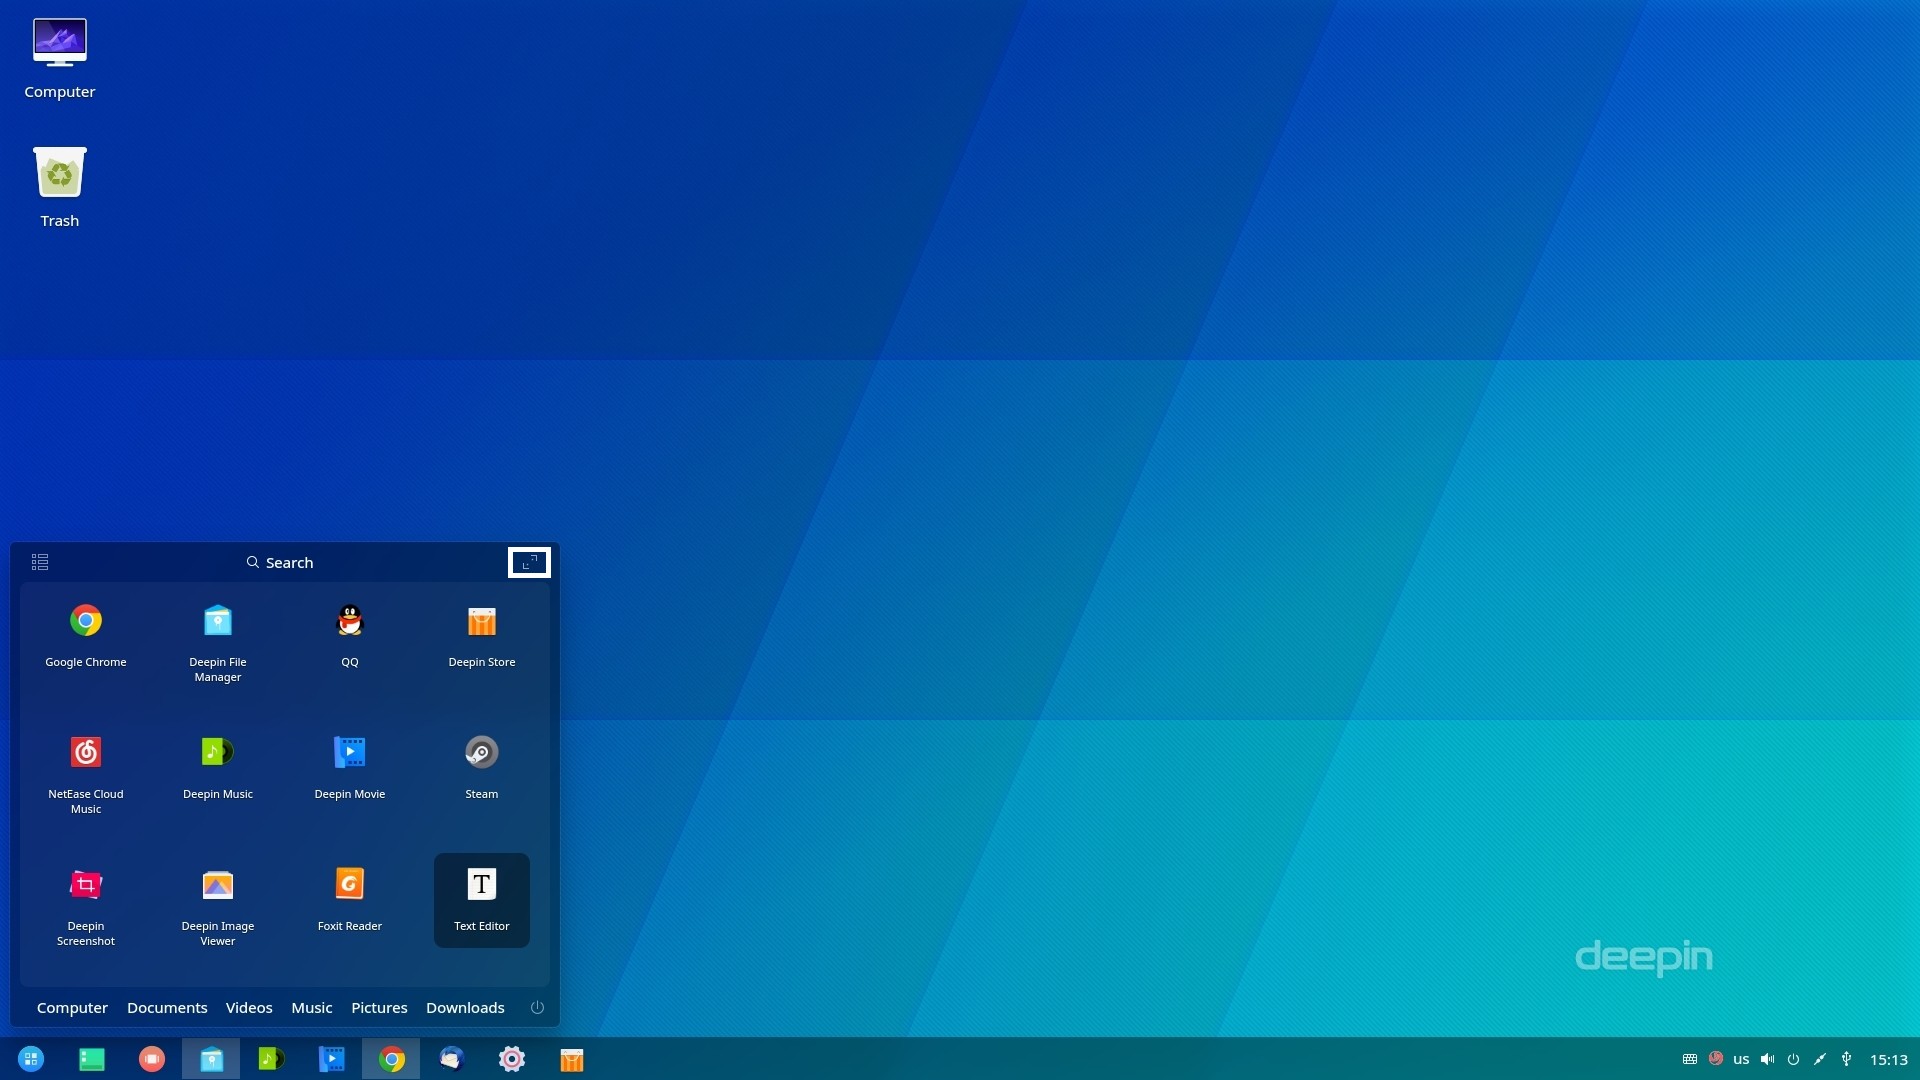 Computer
Trash
Search
Google Chrome
Deepin File
Manager
QQ
Deepin Store
NetEase Cloud
Music
Deepin Music
Deepin Movie
Steam
Deepin
Screenshot
Deepin Image
Viewer
Foxit Reader
T
Text Editor
deepin
Computer Documents Videos Music Pictures Downloads
us 15:13